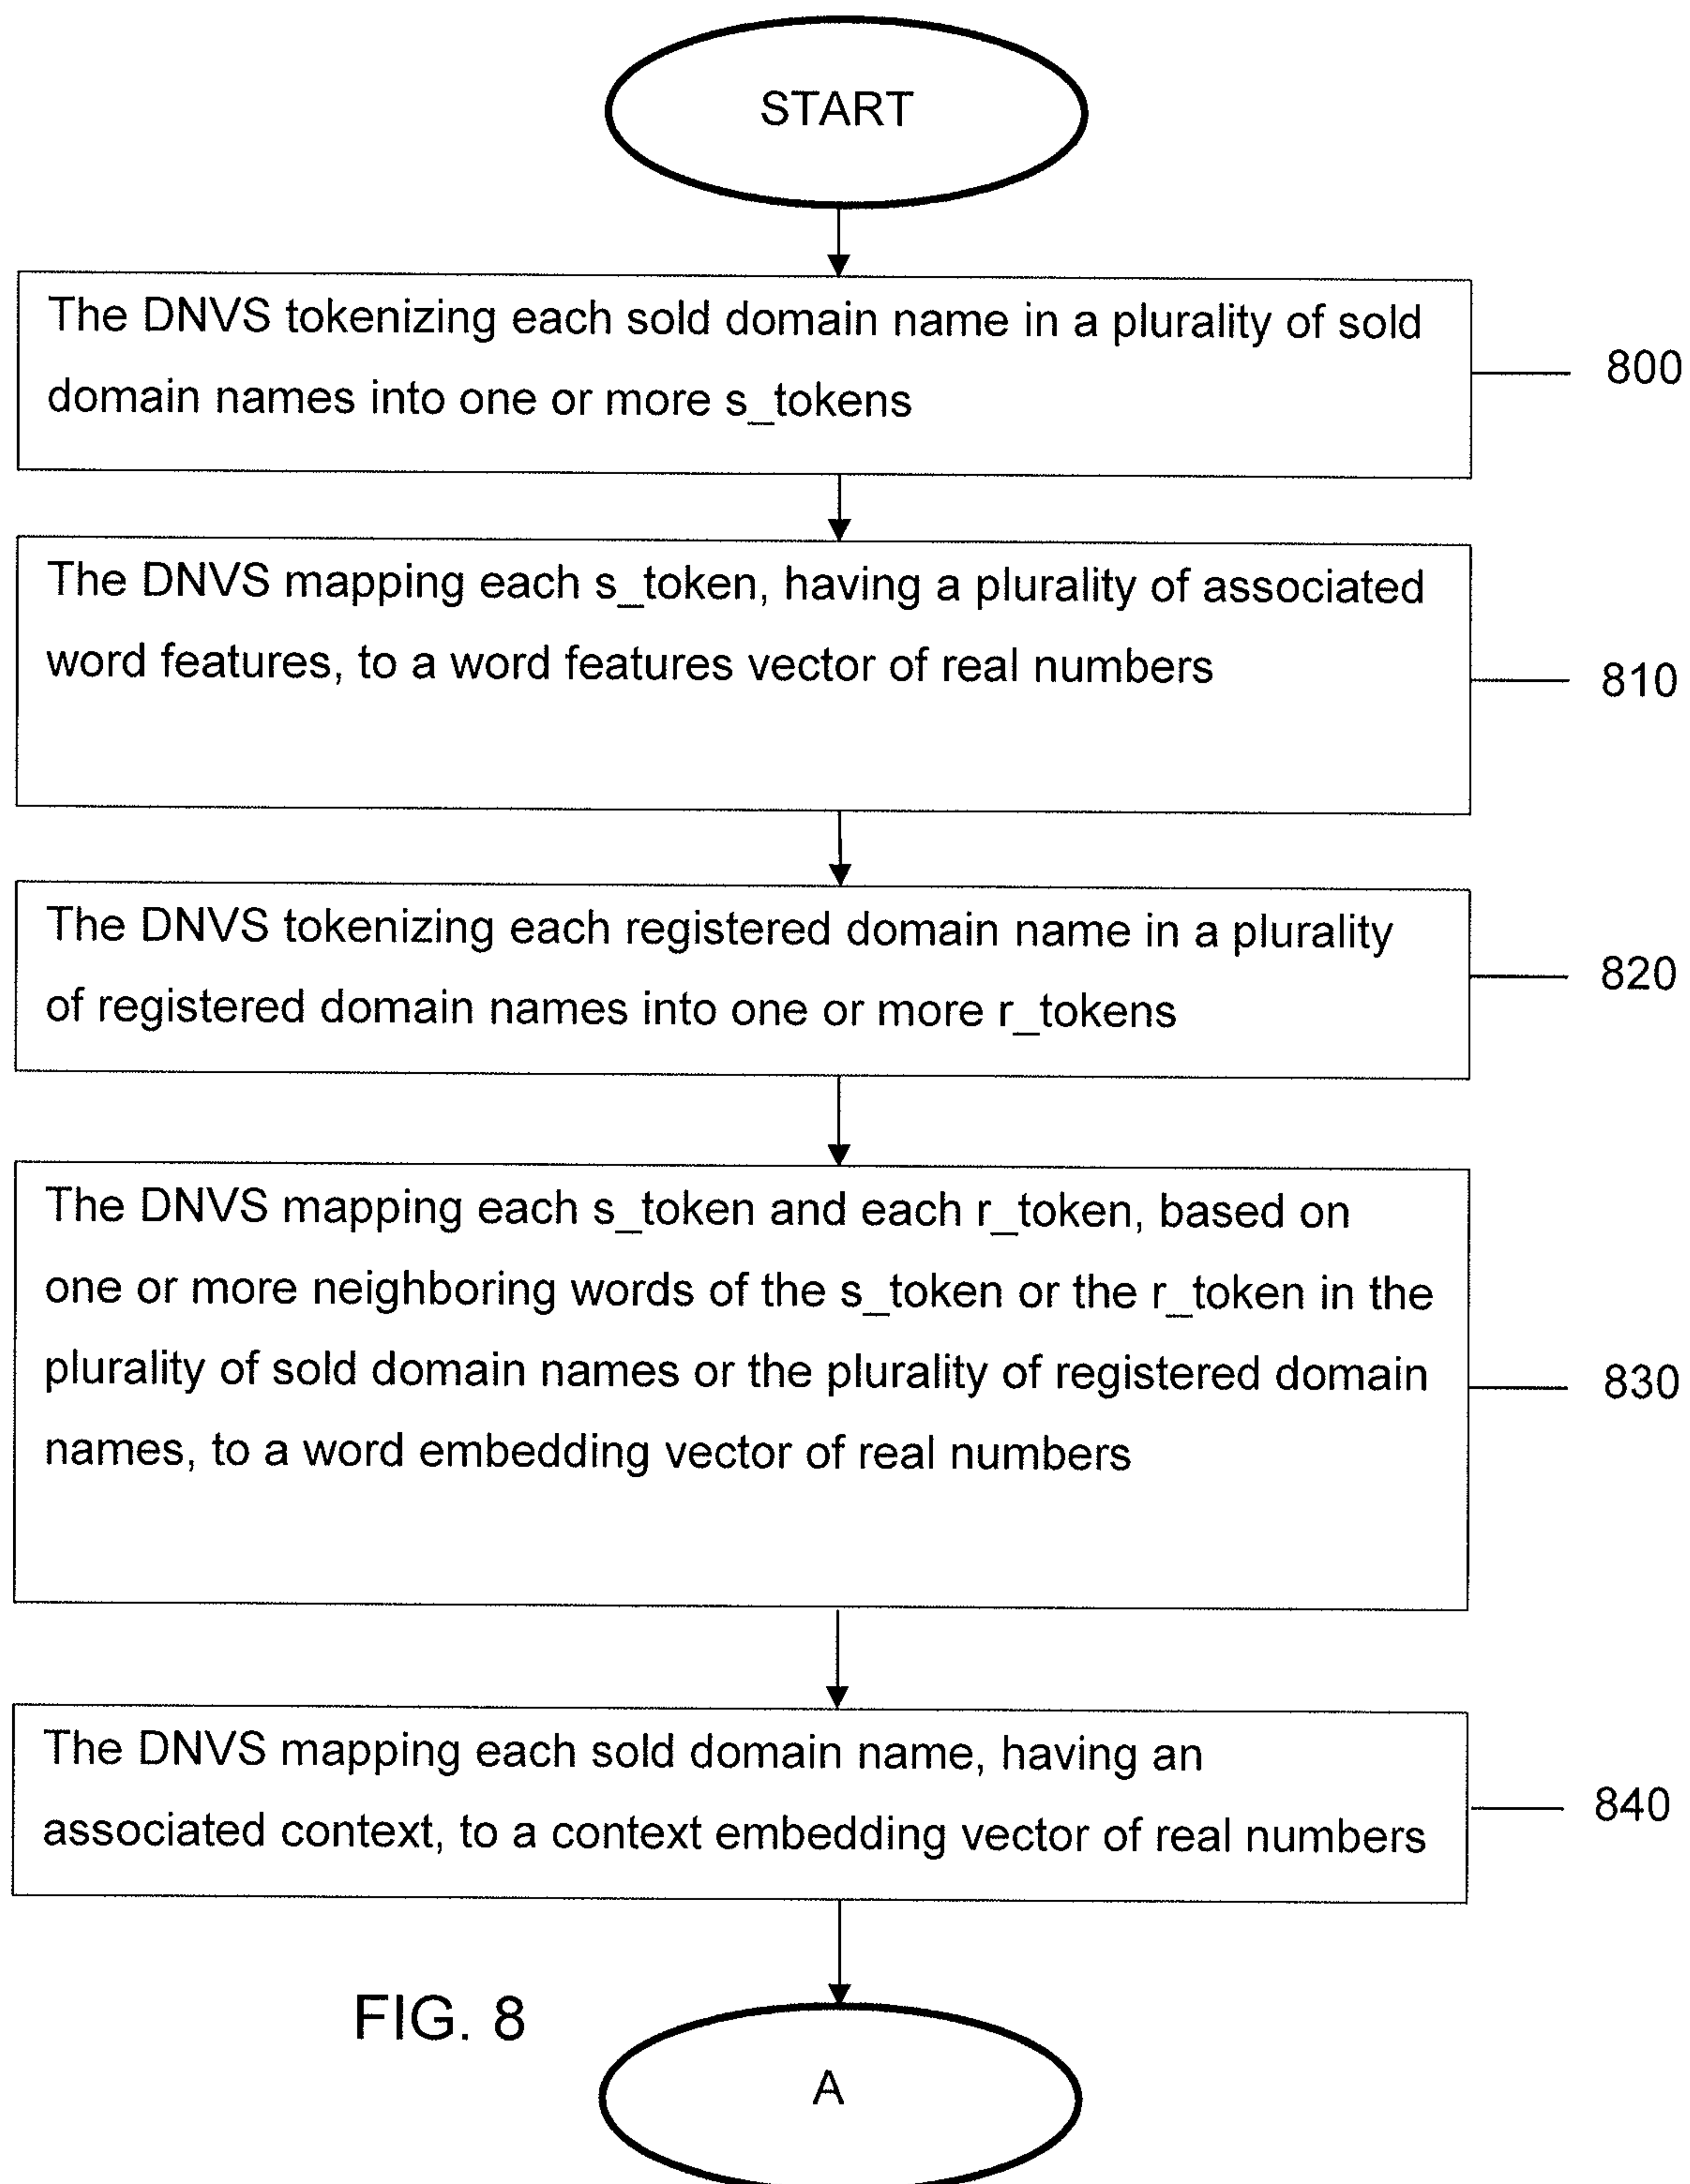 START
The DNVS tokenizing each sold domain name in a plurality of sold
domain names into one or more s_tokens
800
The DNVS mapping each s_token, having a plurality of associated
word features, to a word features vector of real numbers
810
The DNVS tokenizing each registered domain name in a plurality
of registered domain names into one or more r_tokens
820
The DNVS mapping each s_token and each r_token, based on
one or more neighboring words of the s_token or the r_token in the
plurality of sold domain names or the plurality of registered domain
names, to a word embedding vector of real numbers
830
The DNVS mapping each sold domain name, having an
associated context, to a context embedding vector of real numbers
840
FIG. 8
A